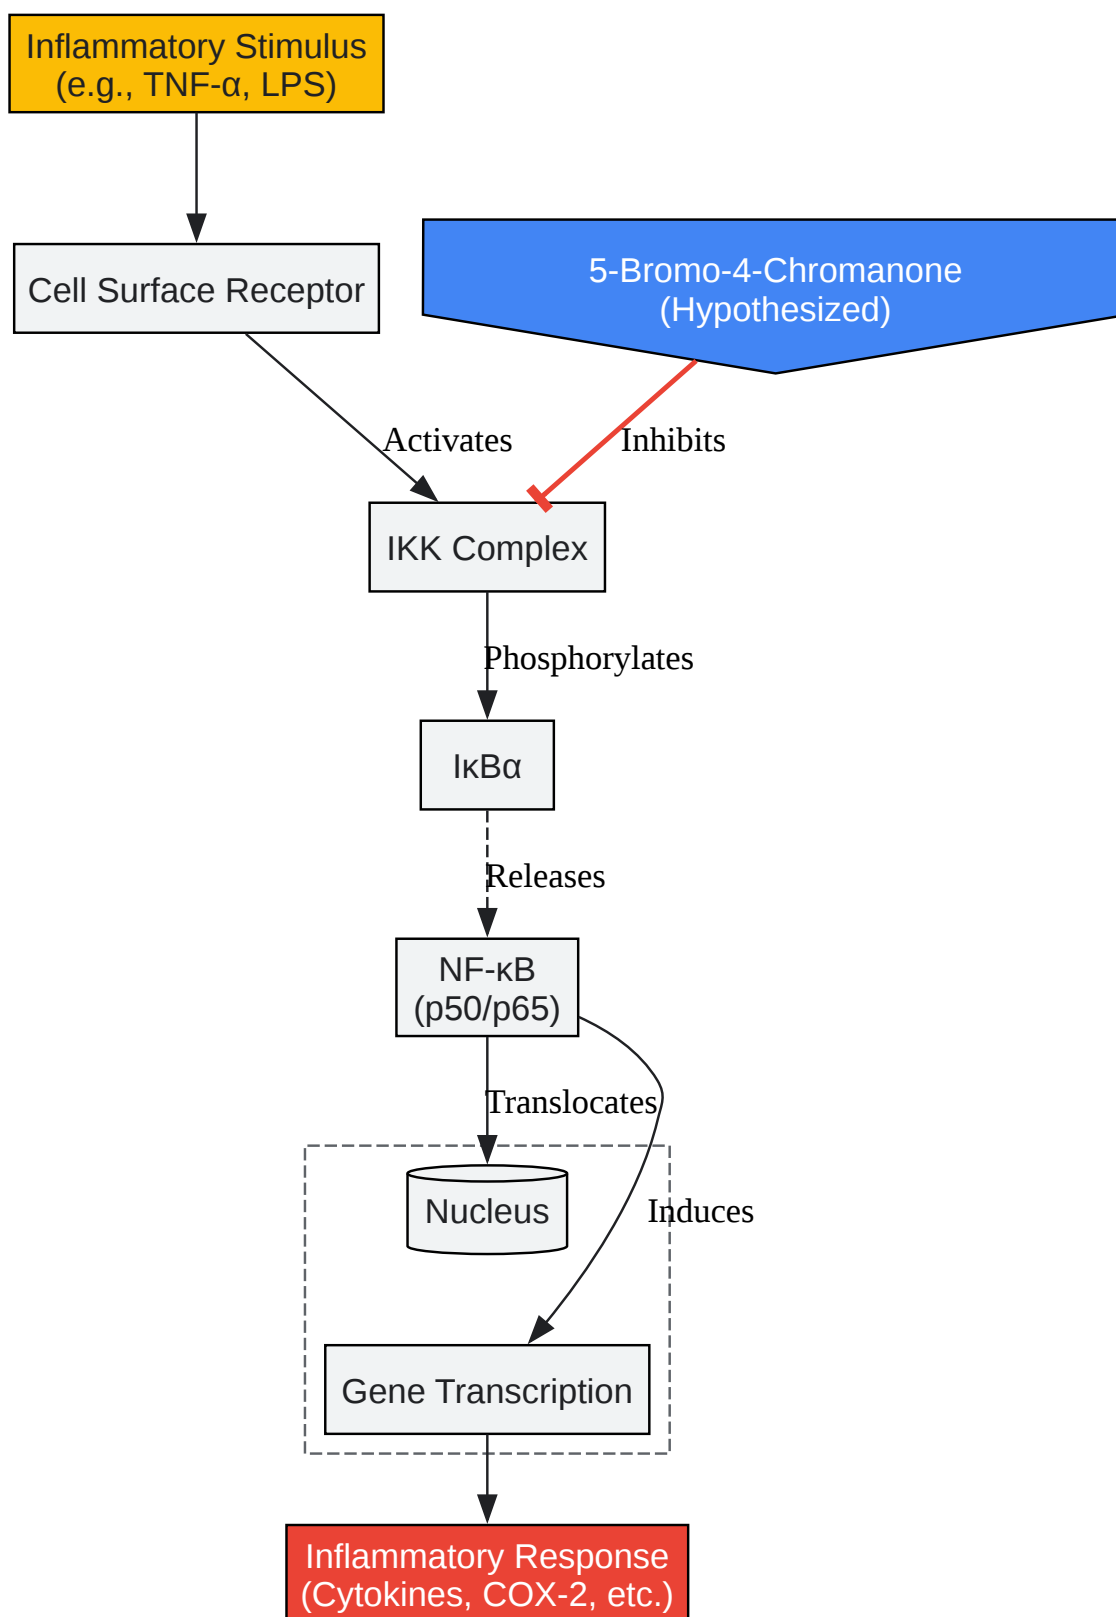 Inflammatory Stimulus
(e.g., TNF-α, LPS)
Cell Surface Receptor
5-Bromo-4-Chromanone
(Hypothesized)
Activates
Inhibits
IKK Complex
Phosphorylates
IκBα
Releases
NF-κB
(p50/p65)
Translocates
Nucleus
Induces
Gene Transcription
Inflammatory Response
(Cytokines, COX-2, etc.)